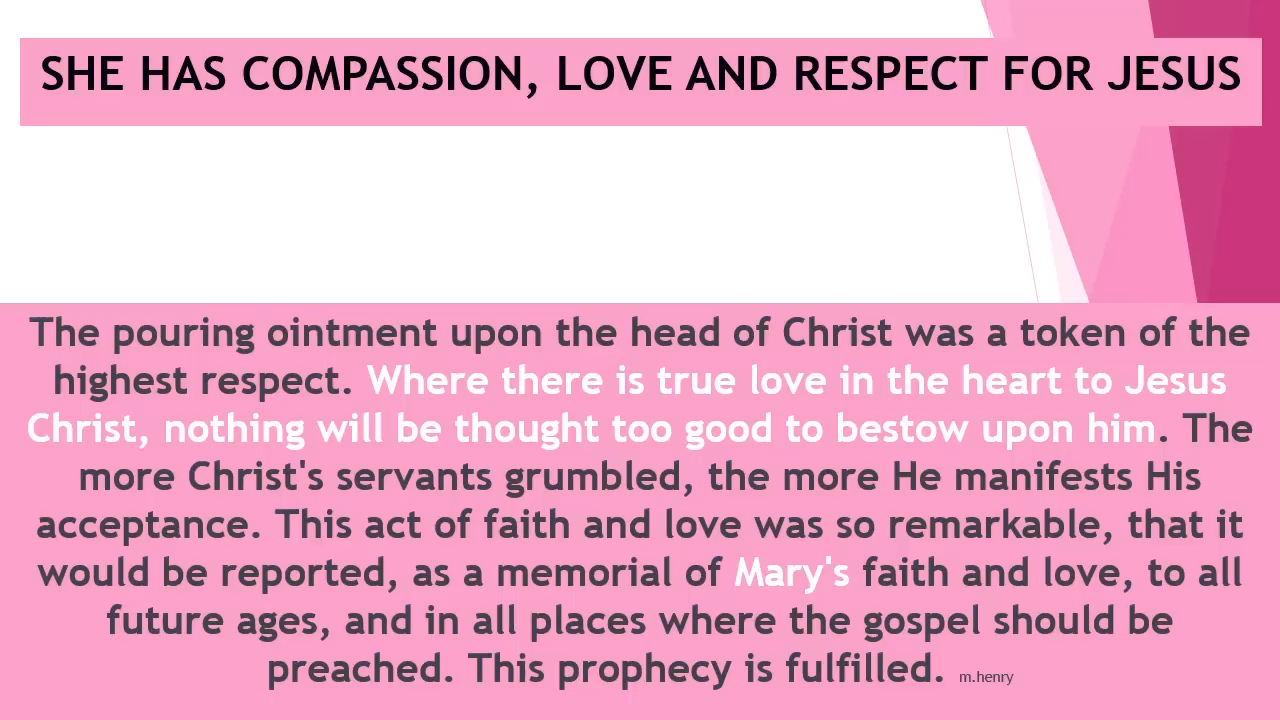 SHE HAS COMPASSION, LOVE AND RESPECT FOR JESUS
The pouring ointment upon the head of Christ was a token of the
highest respect. Where there is true love in the heart to Jesus
Christ, nothing will be thought too good to bestow upon him. The
more Christ's servants grumbled, the more He manifests His
acceptance. This act of faith and love was so remarkable, that it
would be reported, as a memorial of Mary's faith and love, to all
future ages, and in all places where the gospel should be
preached. This prophecy is fulfilled. m.henry